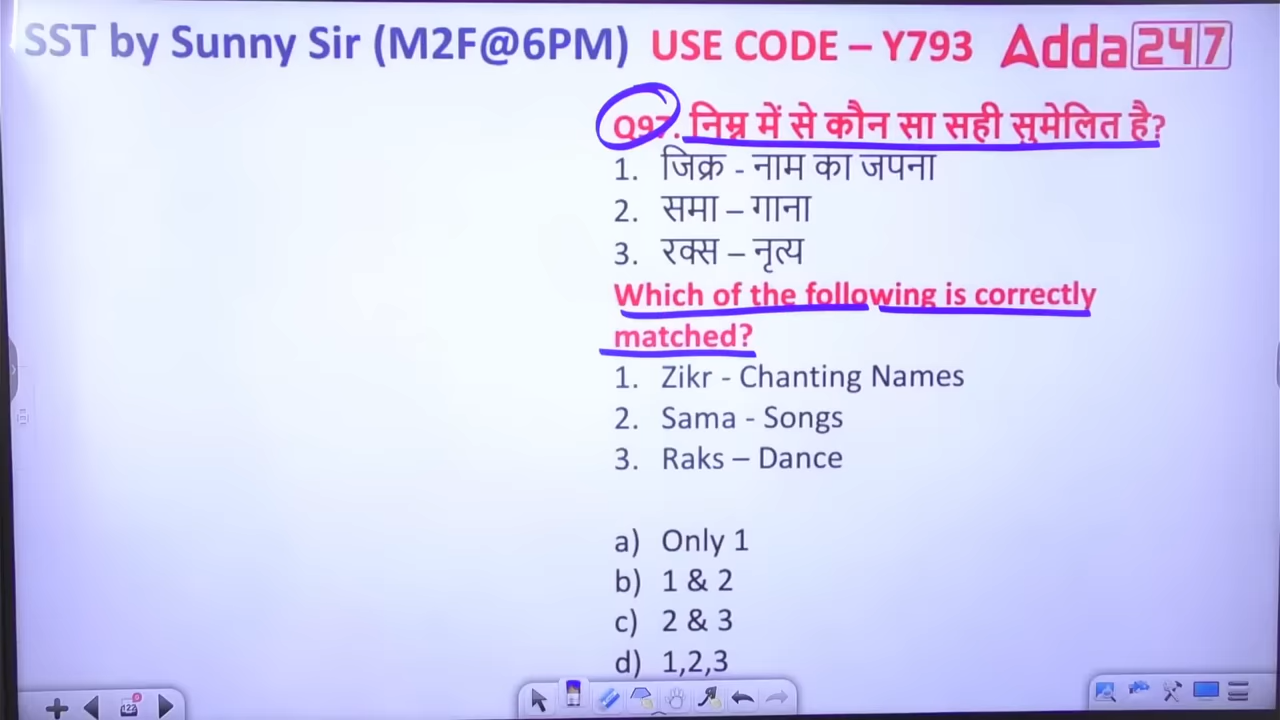 SST by Sunny Sir (M2F@6PM) USE CODE – Y793 Adda247
Q97. निम्न में से कौन सा सही सुमेलित है?
1. जिक्र - नाम का जपना
2. समा – गाना
3. रक्स – नृत्य
Which of the following is correctly
matched?
1. Zikr - Chanting Names
2. Sama - Songs
3. Raks – Dance
a) Only 1
b) 1 & 2
c) 2 & 3
d) 1,2,3